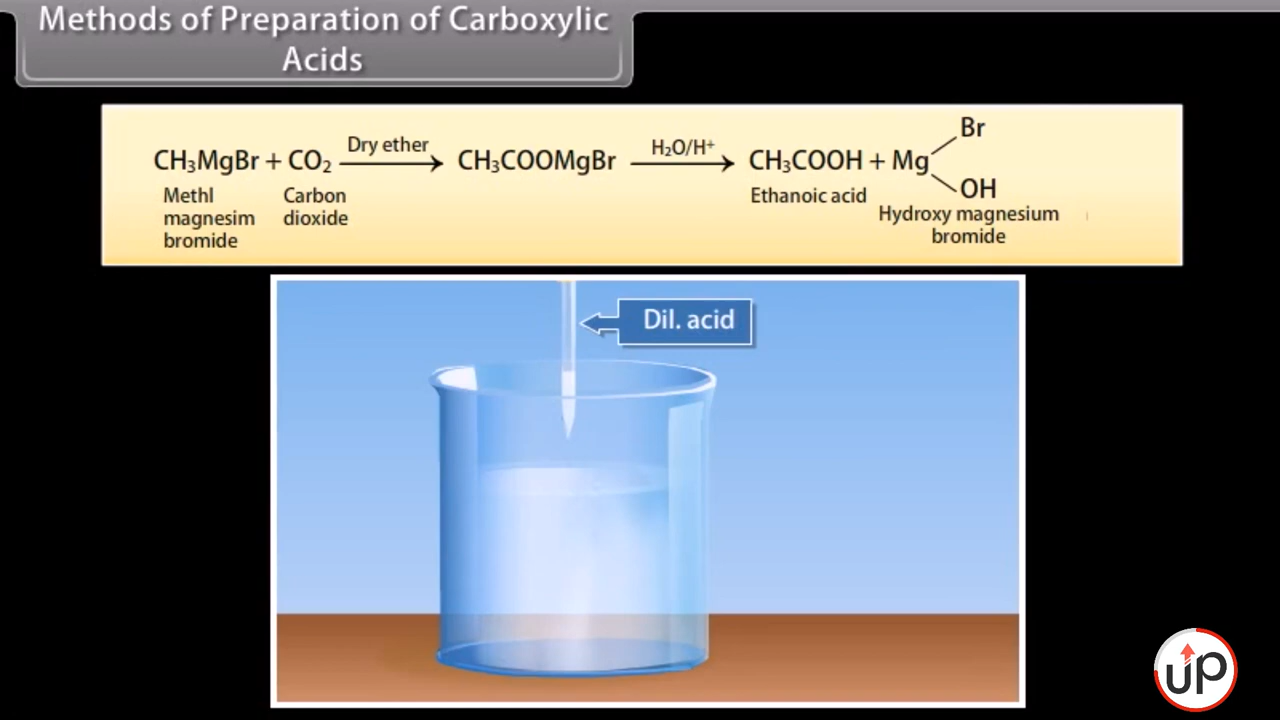 Methods of Preparation of Carboxylic
Acids
CH₃MgBr + CO₂ Dry ether CH₃COOMgBr H₂O/H⁺ CH₃COOH + Mg Br OH
Methl magnesim bromide
Carbon dioxide
Ethanoic acid
Hydroxy magnesium
bromide
Dil. acid
UP